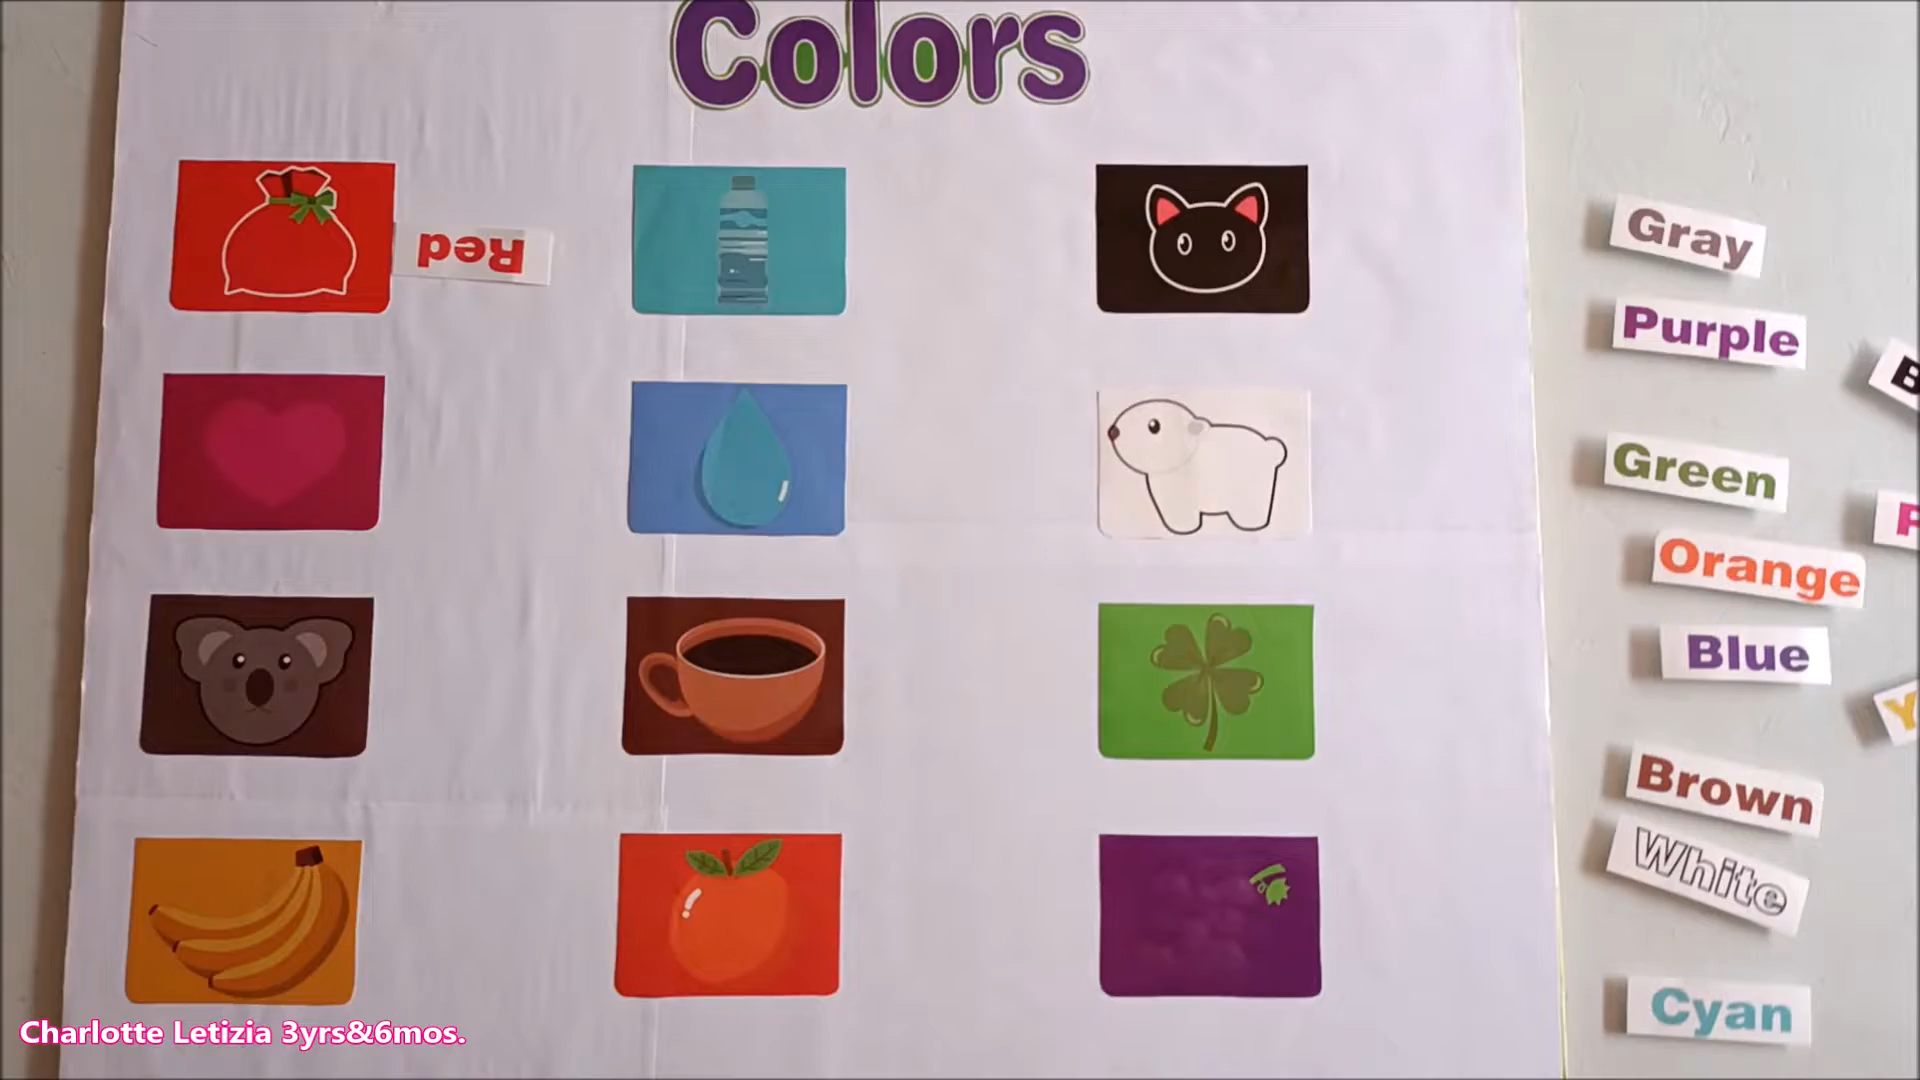 Colors
Red
Gray
Purple
Green
Orange
Blue
Brown
White
Cyan
Charlotte Letizia 3yrs&6mos.